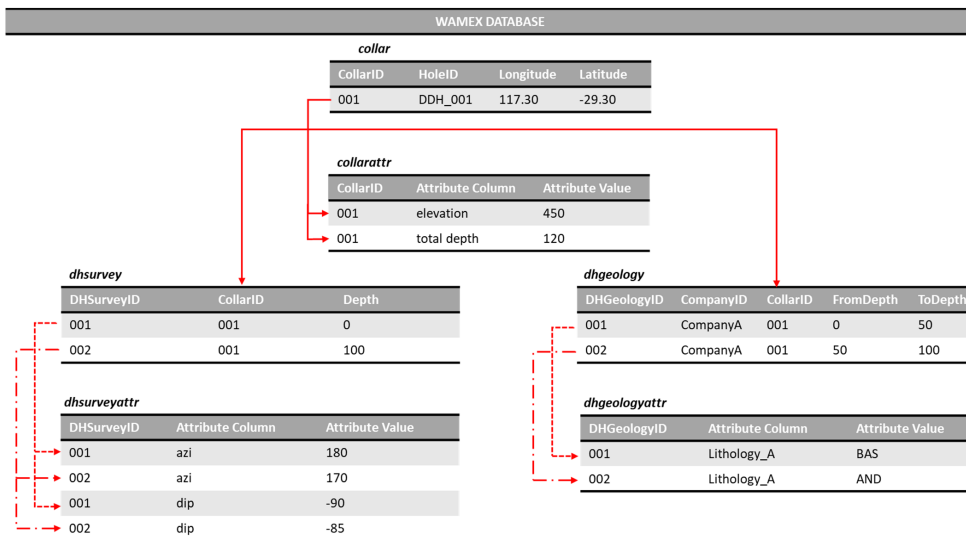 WAMEX DATABASE
collar
CollarID HoleID Longitude Latitude
001 DDH_001 117.30 -29.30
collarattr
CollarID Attribute Column Attribute Value
001 elevation 450
001 total depth 120
dhsurvey
DHSurveyID CollarID Depth
001 001 0
002 001 100
dhgeology
DHGeologyID CompanyID CollarID FromDepth ToDepth
001 CompanyA 001 0 50
002 CompanyA 001 50 100
dhsurveyattr
DHSurveyID Attribute Column Attribute Value
001 azi 180
002 azi 170
001 dip -90
002 dip -85
dhgeologyattr
DHGeologyID Attribute Column Attribute Value
001 Lithology_A BAS
002 Lithology_A AND